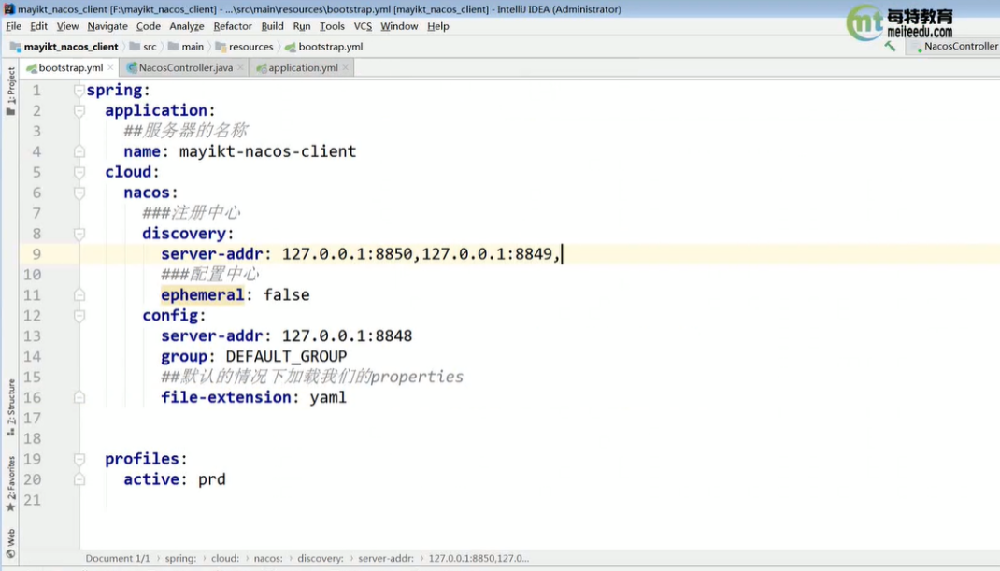 mayikt_nacos_client [F:\mayikt_nacos_client] - ...\src\main\resources\bootstrap.yml [mayikt_nacos_client] - IntelliJ IDEA (Administrator)
File Edit View Navigate Code Analyze Refactor Build Run Tools VCS Window Help
mt 每特教育
meiteedu.com
mayikt_nacos_client src main resources bootstrap.yml NacosController
bootstrap.yml NacosController.java application.yml
1: Project
Z: Structure
2: Favorites
Web
1 spring:
2 application:
3 ##服务器的名称
4 name: mayikt-nacos-client
5 cloud:
6 nacos:
7 ###注册中心
8 discovery:
9 server-addr: 127.0.0.1:8850,127.0.0.1:8849,
10 ###配置中心
11 ephemeral: false
12 config:
13 server-addr: 127.0.0.1:8848
14 group: DEFAULT_GROUP
15 ##默认的情况下加载我们的properties
16 file-extension: yaml
17
18
19 profiles:
20 active: prd
21
Document 1/1 › spring: › cloud: › nacos: › discovery: › server-addr: › 127.0.0.1:8850,127.0...